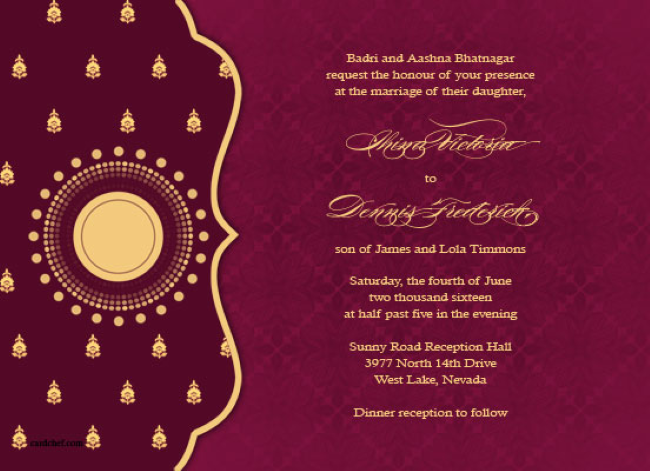 Badri and Aashna Bhatnagar
request the honour of your presence
at the marriage of their daughter,
Victoria
to
Dennis Frederick
son of James and Lola Timmons
Saturday, the fourth of June
two thousand sixteen
at half past five in the evening
Sunny Road Reception Hall
3977 North 14th Drive
West Lake, Nevada
Dinner reception to follow
cardchef.com